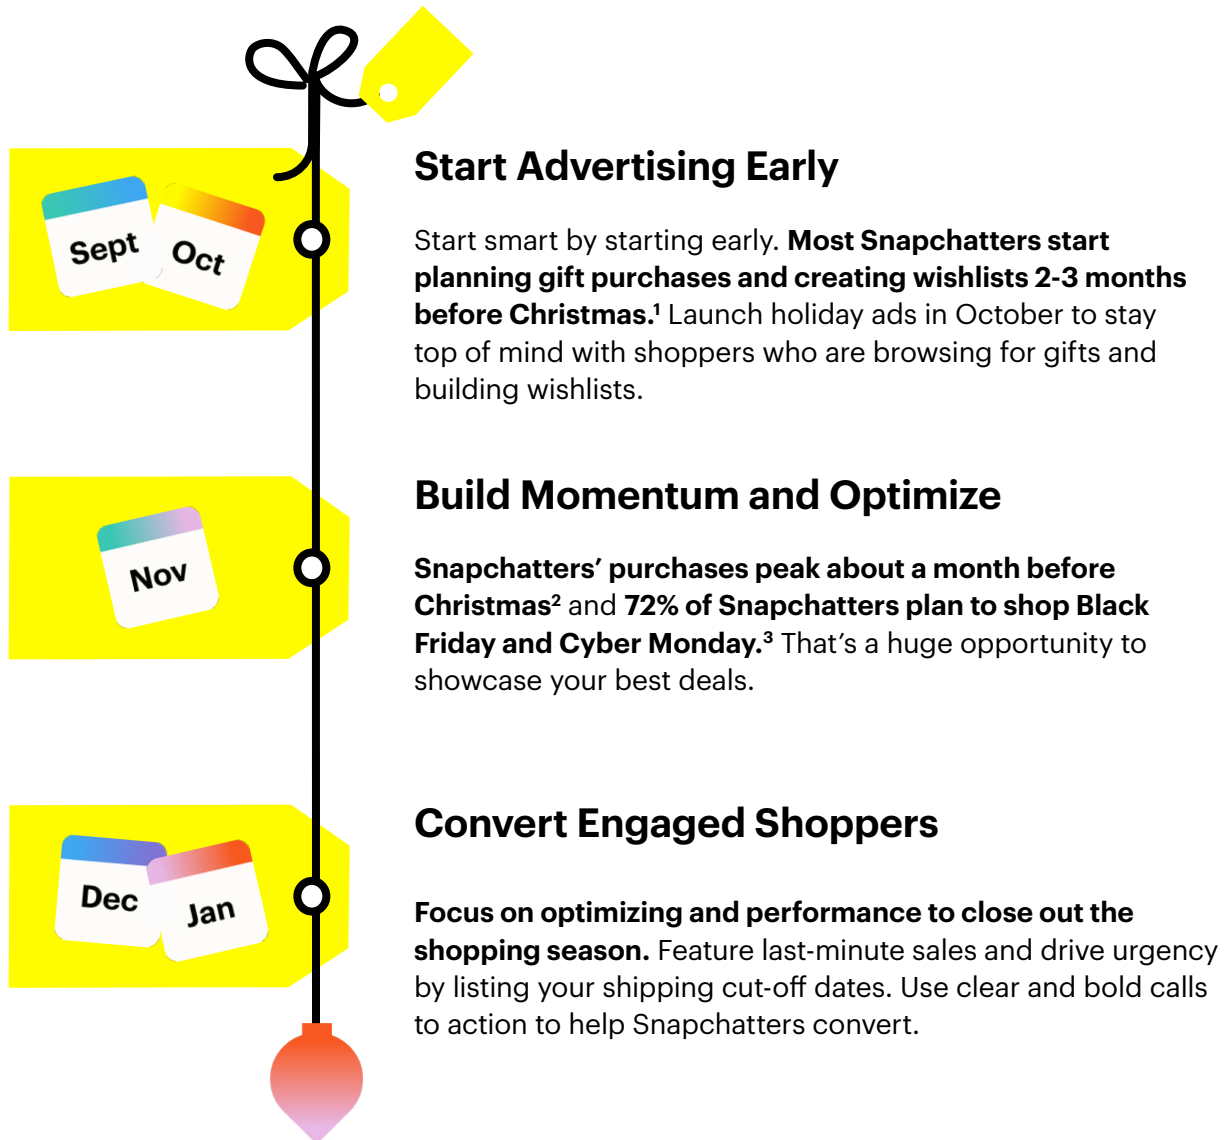 Start Advertising Early
Sept
Oct
Start smart by starting early. Most Snapchatters start
planning gift purchases and creating wishlists 2-3 months
before Christmas.¹ Launch holiday ads in October to stay
top of mind with shoppers who are browsing for gifts and
building wishlists.
Build Momentum and Optimize
Nov
Snapchatters’ purchases peak about a month before
Christmas² and 72% of Snapchatters plan to shop Black
Friday and Cyber Monday.³ That’s a huge opportunity to
showcase your best deals.
Convert Engaged Shoppers
Dec
Jan
Focus on optimizing and performance to close out the
shopping season. Feature last-minute sales and drive urgency
by listing your shipping cut-off dates. Use clear and bold calls
to action to help Snapchatters convert.